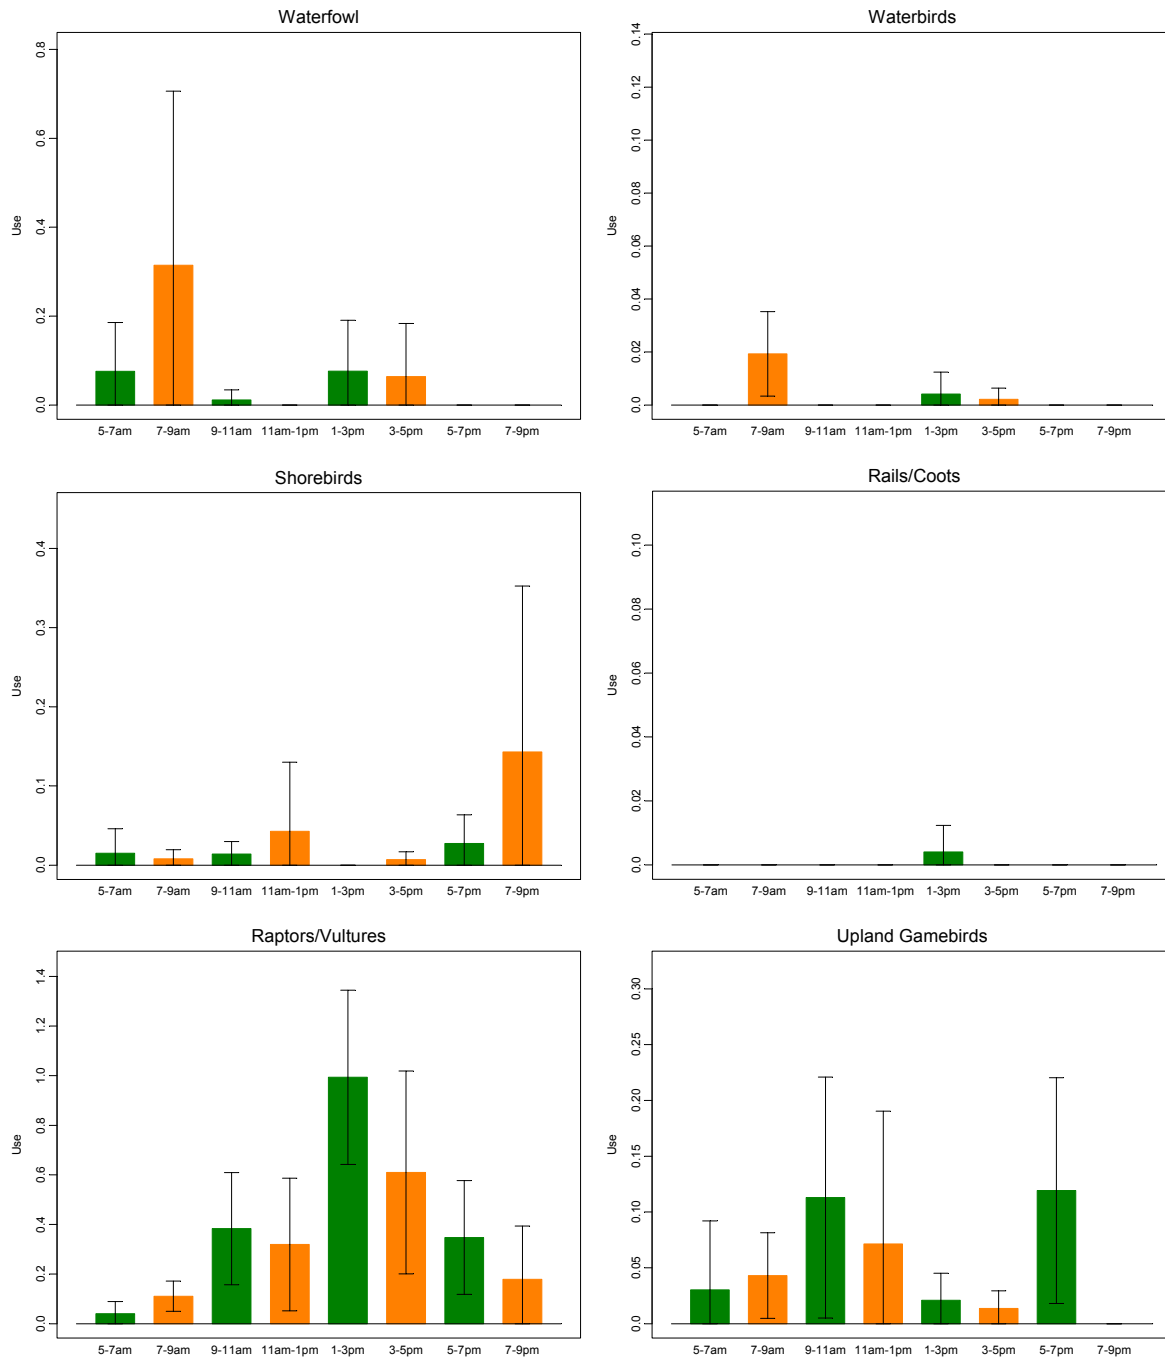 Waterfowl
Use
0.8
0.6
0.4
0.2
0.0
5-7am 7-9am 9-11am 11am-1pm 1-3pm 3-5pm 5-7pm 7-9pm
Waterbirds
Use
0.14
0.12
0.10
0.08
0.06
0.04
0.02
0.0
5-7am 7-9am 9-11am 11am-1pm 1-3pm 3-5pm 5-7pm 7-9pm
Shorebirds
Use
0.4
0.3
0.2
0.1
0.0
5-7am 7-9am 9-11am 11am-1pm 1-3pm 3-5pm 5-7pm 7-9pm
Rails/Coots
Use
0.10
0.08
0.06
0.04
0.02
0.0
5-7am 7-9am 9-11am 11am-1pm 1-3pm 3-5pm 5-7pm 7-9pm
Raptors/Vultures
Use
1.4
1.2
1.0
0.8
0.6
0.4
0.2
0.0
5-7am 7-9am 9-11am 11am-1pm 1-3pm 3-5pm 5-7pm 7-9pm
Upland Gamebirds
Use
0.30
0.25
0.20
0.15
0.10
0.05
0.0
5-7am 7-9am 9-11am 11am-1pm 1-3pm 3-5pm 5-7pm 7-9pm